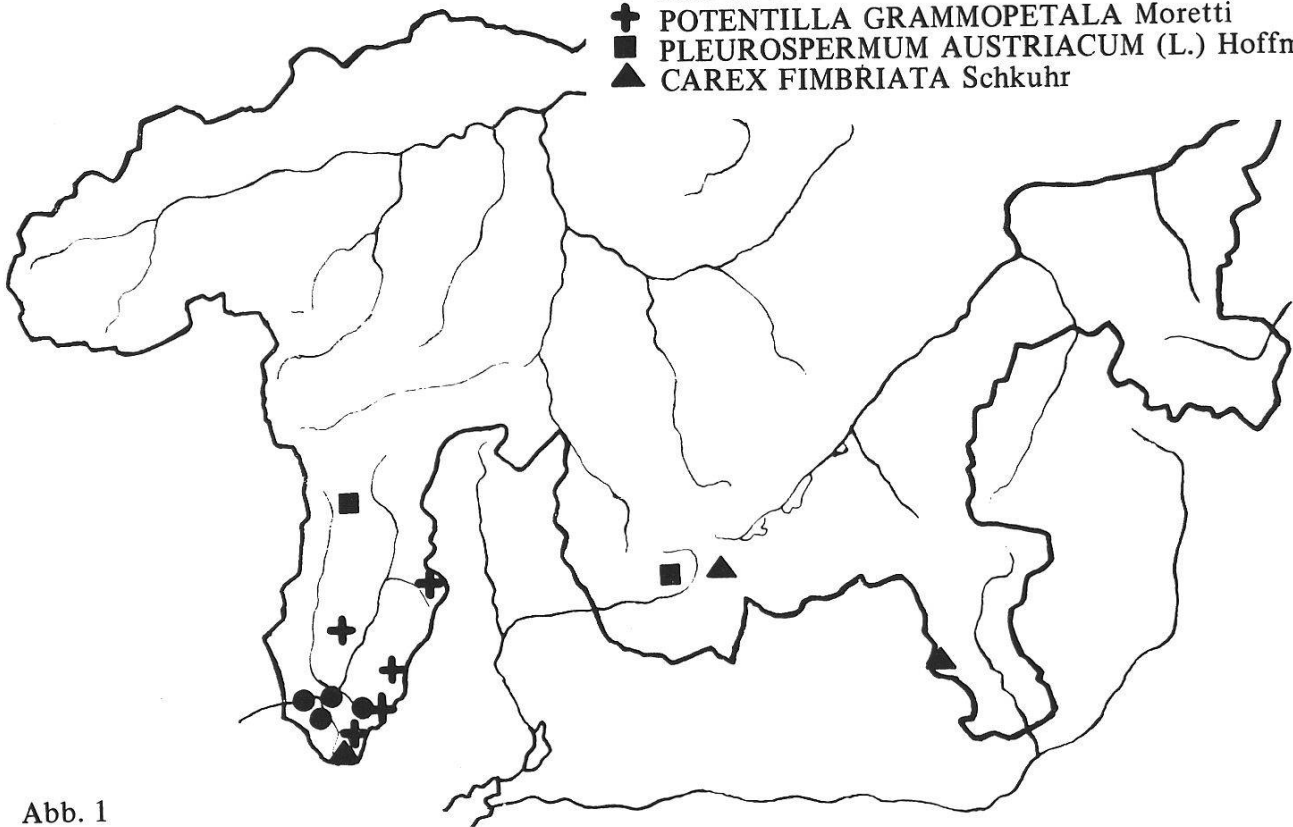 POTENTILLA GRAMMOPETALA Moretti
PLEUROSPERMUM AUSTRIACUM (L.) Hoffm
CAREX FIMBRIATA Schkuhr
Abb. 1